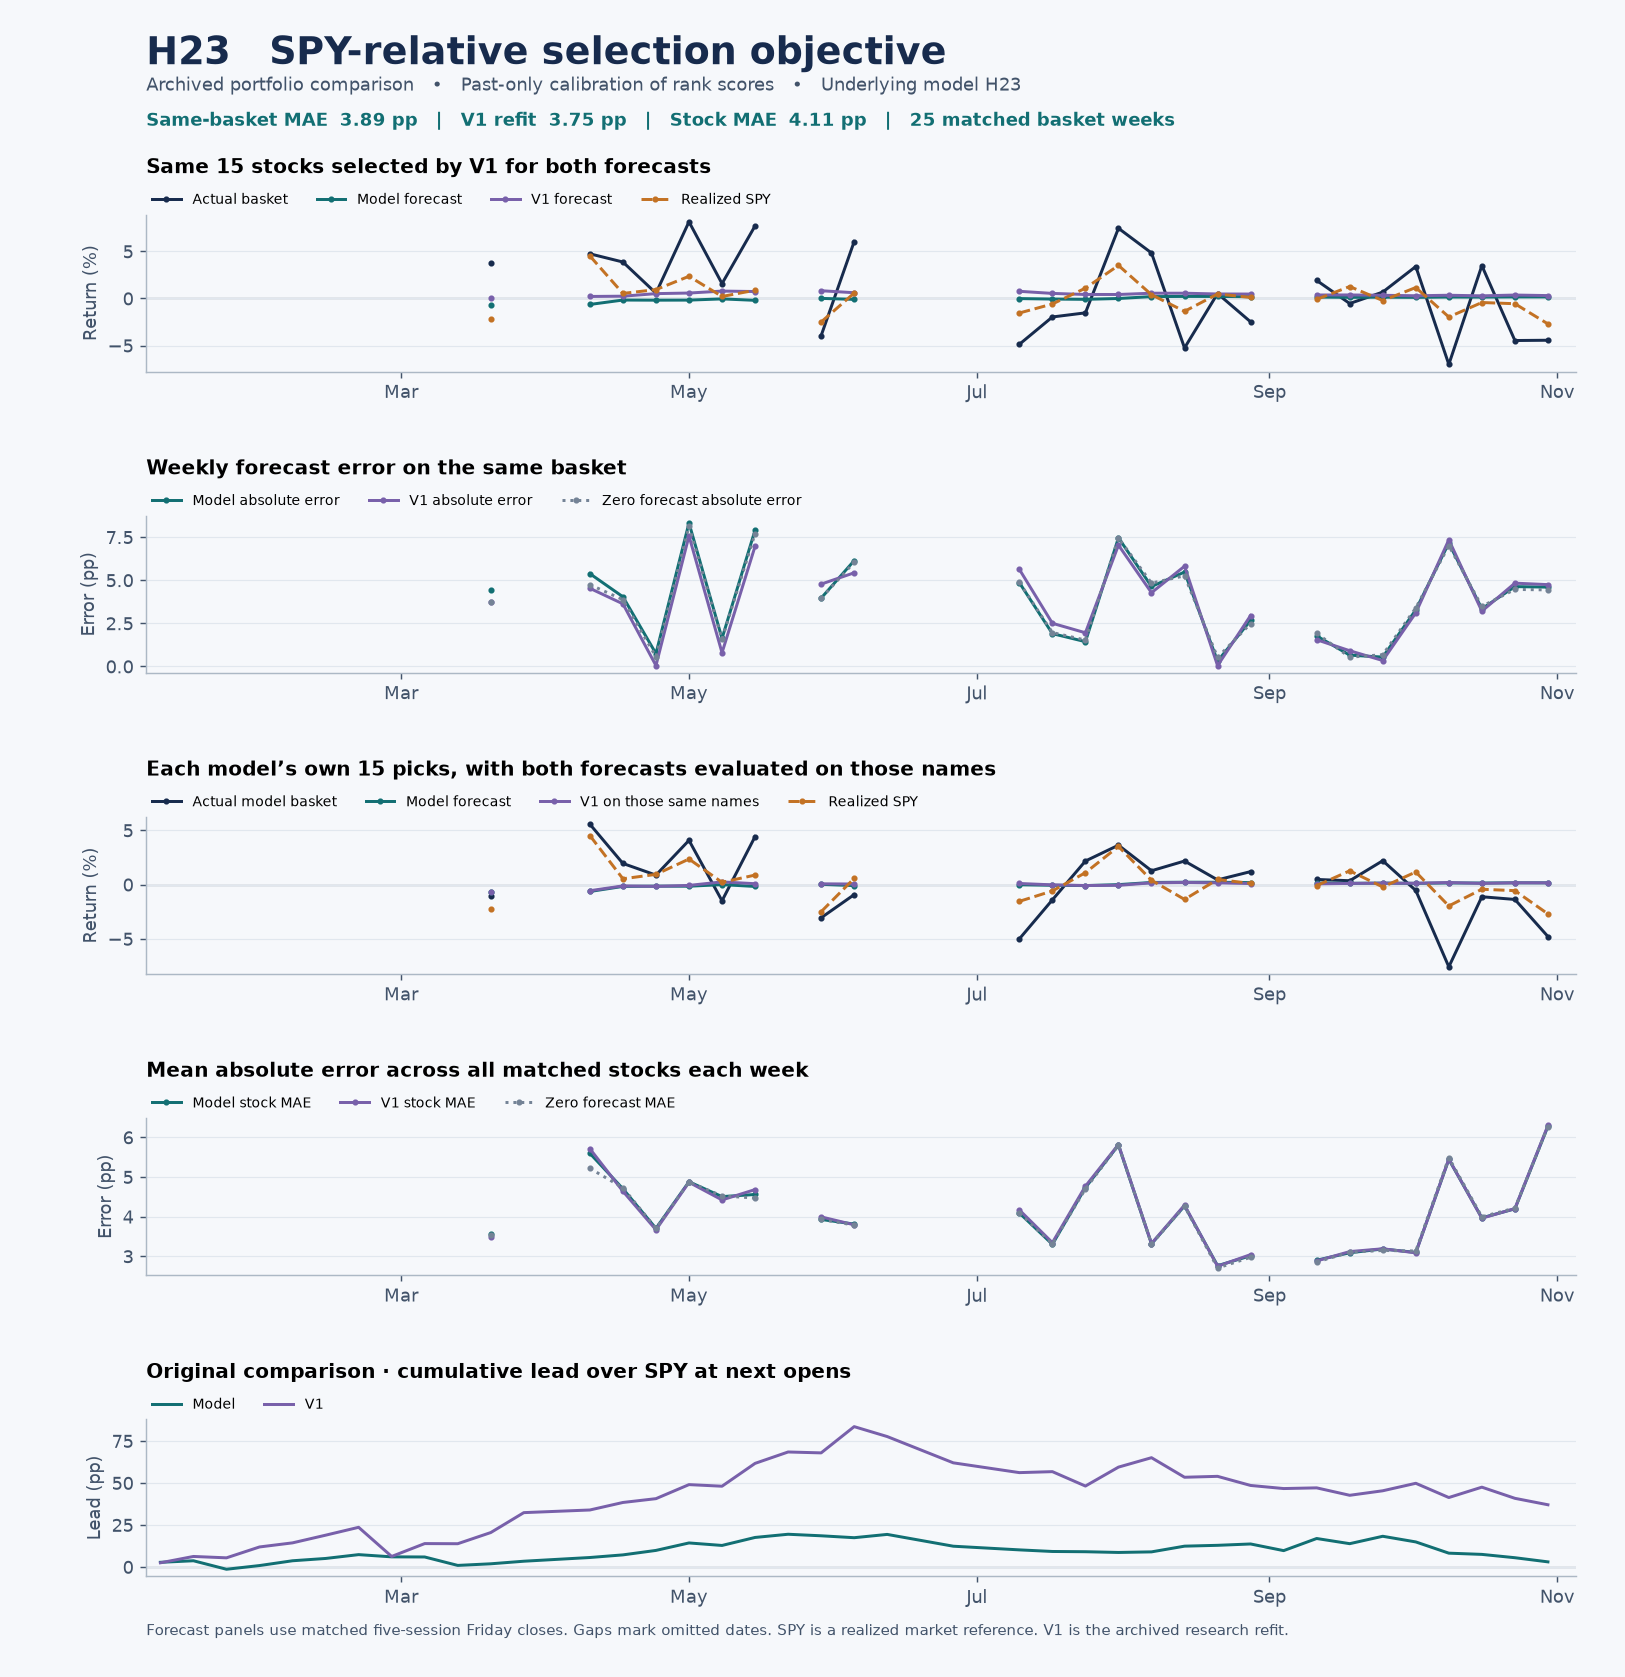 H23   SPY-relative selection objective
Archived portfolio comparison   •   Past-only calibration of rank scores   •   Underlying model H23
Same-basket MAE  3.89 pp   |   V1 refit  3.75 pp   |   Stock MAE  4.11 pp   |   25 matched basket weeks
Same 15 stocks selected by V1 for both forecasts
Actual basket   Model forecast   V1 forecast   Realized SPY
Return (%)
5
0
−5
Mar   May   Jul   Sep   Nov
Weekly forecast error on the same basket
Model absolute error   V1 absolute error   Zero forecast absolute error
Error (pp)
7.5
5.0
2.5
0.0
Mar   May   Jul   Sep   Nov
Each model’s own 15 picks, with both forecasts evaluated on those names
Actual model basket   Model forecast   V1 on those same names   Realized SPY
Return (%)
5
0
−5
Mar   May   Jul   Sep   Nov
Mean absolute error across all matched stocks each week
Model stock MAE   V1 stock MAE   Zero forecast MAE
Error (pp)
6
5
4
3
Mar   May   Jul   Sep   Nov
Original comparison · cumulative lead over SPY at next opens
Model   V1
Lead (pp)
75
50
25
0
Mar   May   Jul   Sep   Nov
Forecast panels use matched five-session Friday closes. Gaps mark omitted dates. SPY is a realized market reference. V1 is the archived research refit.